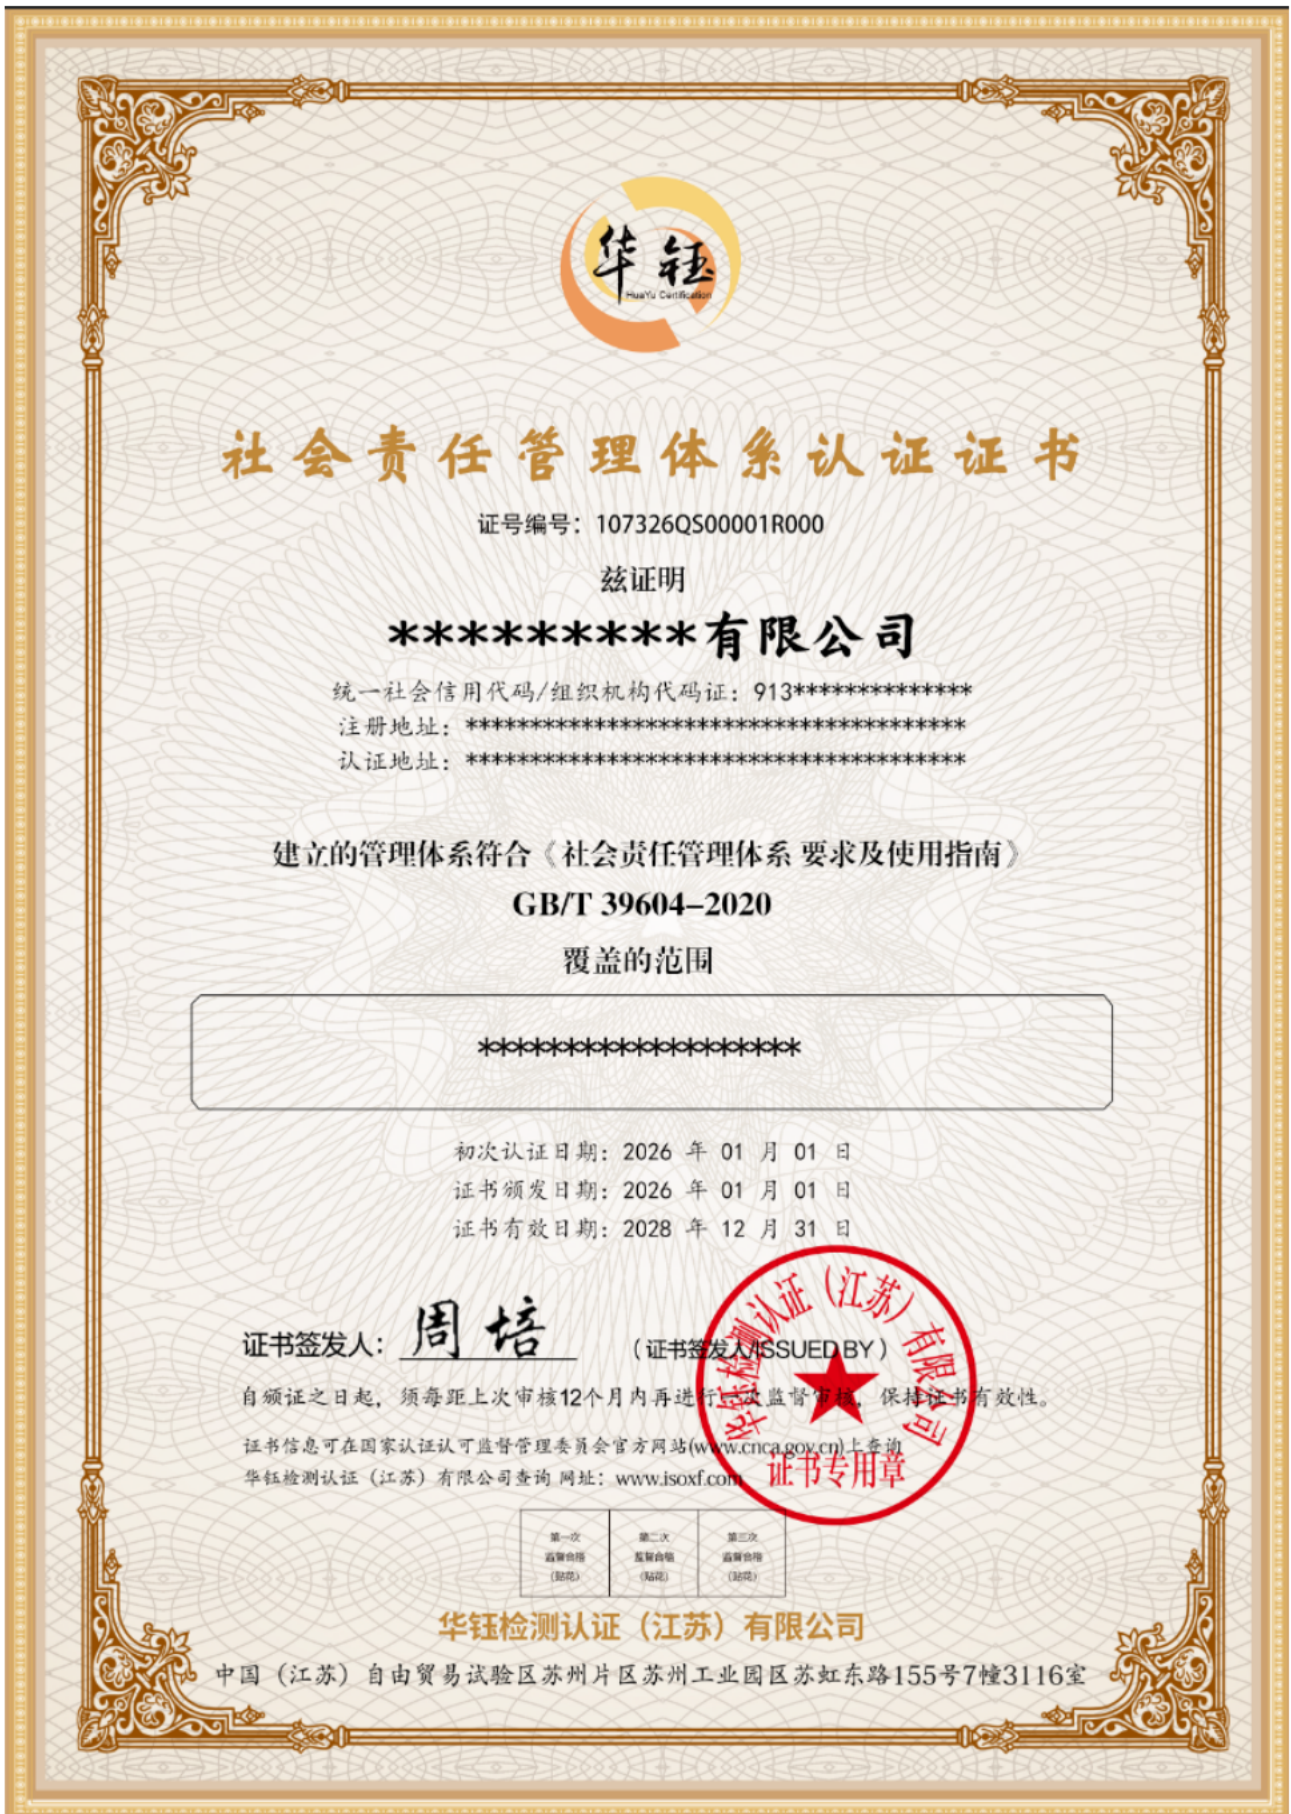 华钰
HuaYu Certification
社会责任管理体系认证证书
证号编号：107326QS00001R000
兹证明
*********有限公司
统一社会信用代码/组织机构代码证：913**************
注册地址：***************************************
认证地址：***************************************
建立的管理体系符合《社会责任管理体系 要求及使用指南》
GB/T 39604-2020
覆盖的范围
*******************
初次认证日期：2026 年 01 月 01 日
证书颁发日期：2026 年 01 月 01 日
证书有效日期：2028 年 12 月 31 日
证书签发人：周培 （证书签发人/ISSUED BY）
自颁证之日起，须每距上次审核12个月内再进行一次监督审核，保持证书有效性。
证书信息可在国家认证认可监督管理委员会官方网站(www.cnca.gov.cn)上查询
华钰检测认证（江苏）有限公司查询 网址：www.isoxf.com
华钰检测认证（江苏）有限公司
证书专用章
第一次 第二次 第三次
监督合格 监督合格 监督合格
（贴花） （贴花） （贴花）
华钰检测认证（江苏）有限公司
中国（江苏）自由贸易试验区苏州片区苏州工业园区苏虹东路155号7幢3116室